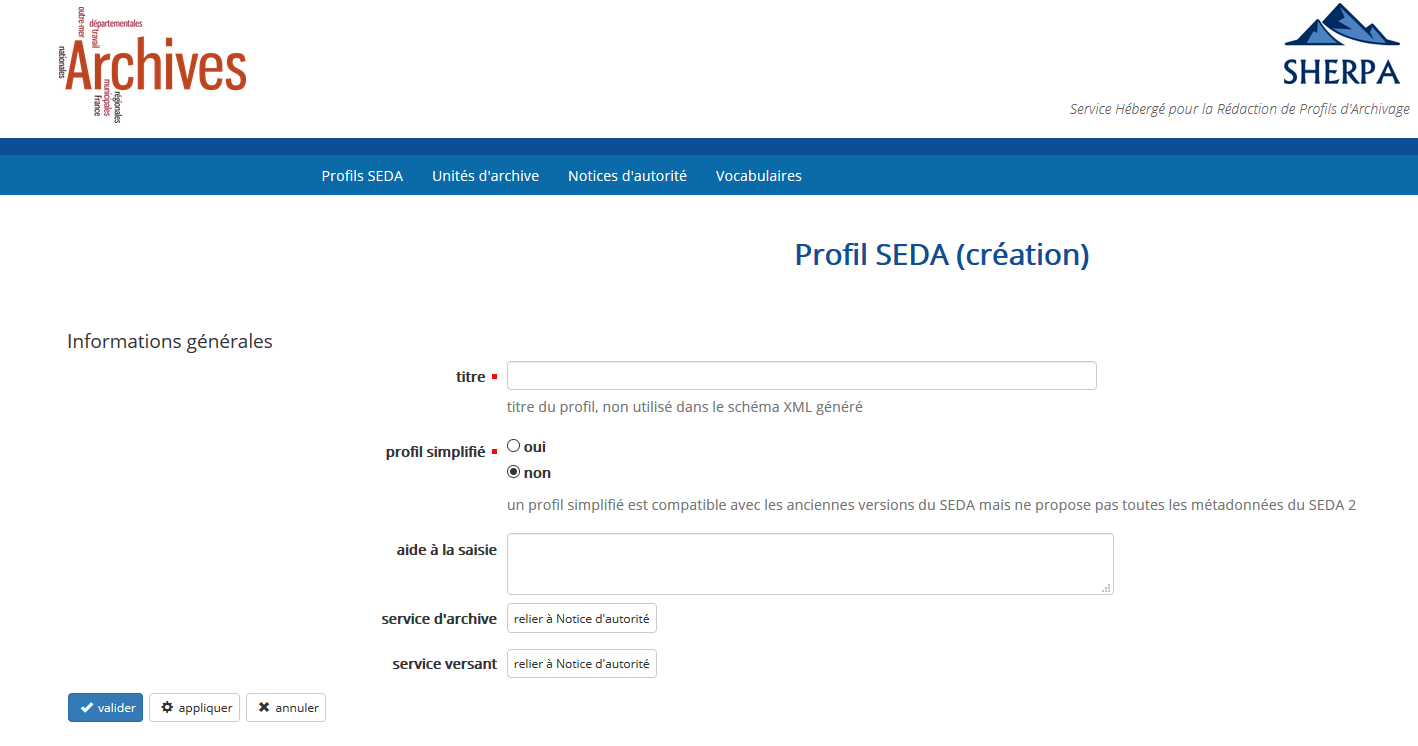 outre-mer
départementales
travail
nationales
Archives
municipales
régionales
France
SHERPA
Service Hébergé pour la Rédaction de Profils d'Archivage
Profils SEDA Unités d'archive Notices d'autorité Vocabulaires
Profil SEDA (création)
Informations générales
titre
titre du profil, non utilisé dans le schéma XML généré
profil simplifié
oui
non
un profil simplifié est compatible avec les anciennes versions du SEDA mais ne propose pas toutes les métadonnées du SEDA 2
aide à la saisie
service d'archive relier à Notice d'autorité
service versant relier à Notice d'autorité
valider appliquer annuler